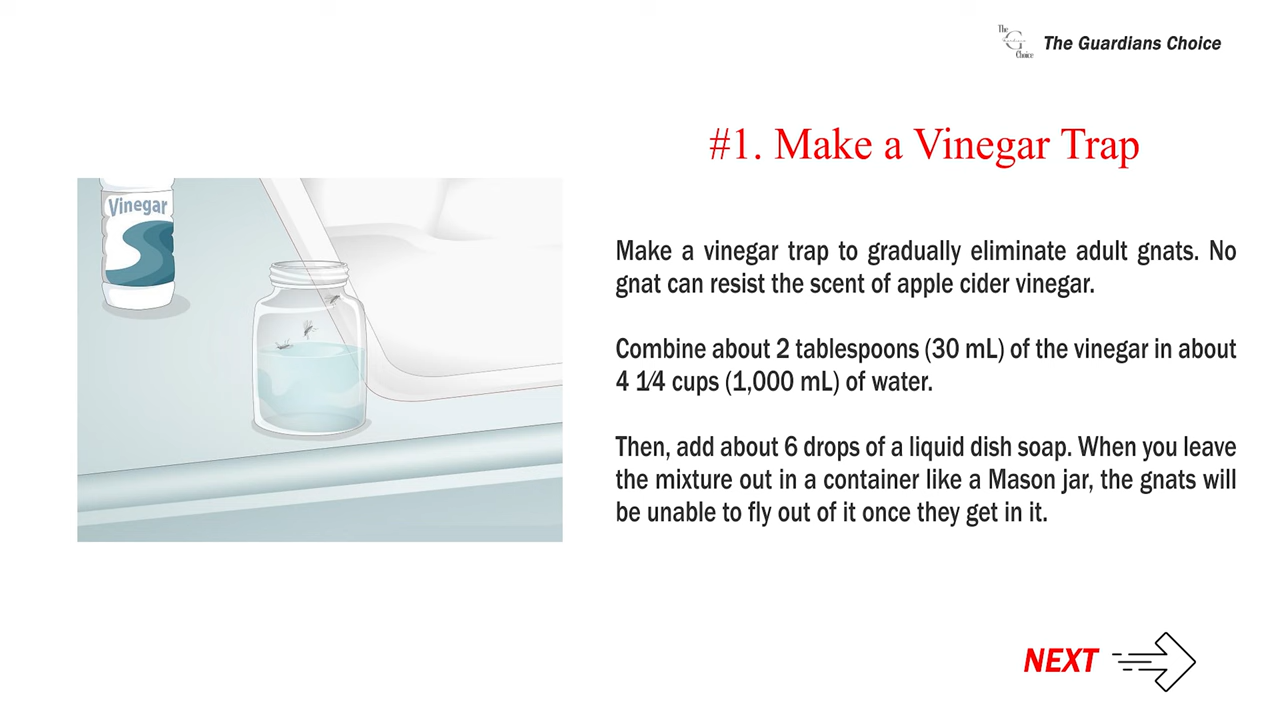 The
G
Choice
The Guardians Choice
#1. Make a Vinegar Trap
Vinegar
Make a vinegar trap to gradually eliminate adult gnats. No
gnat can resist the scent of apple cider vinegar.
Combine about 2 tablespoons (30 mL) of the vinegar in about
4 1⁄4 cups (1,000 mL) of water.
Then, add about 6 drops of a liquid dish soap. When you leave
the mixture out in a container like a Mason jar, the gnats will
be unable to fly out of it once they get in it.
NEXT